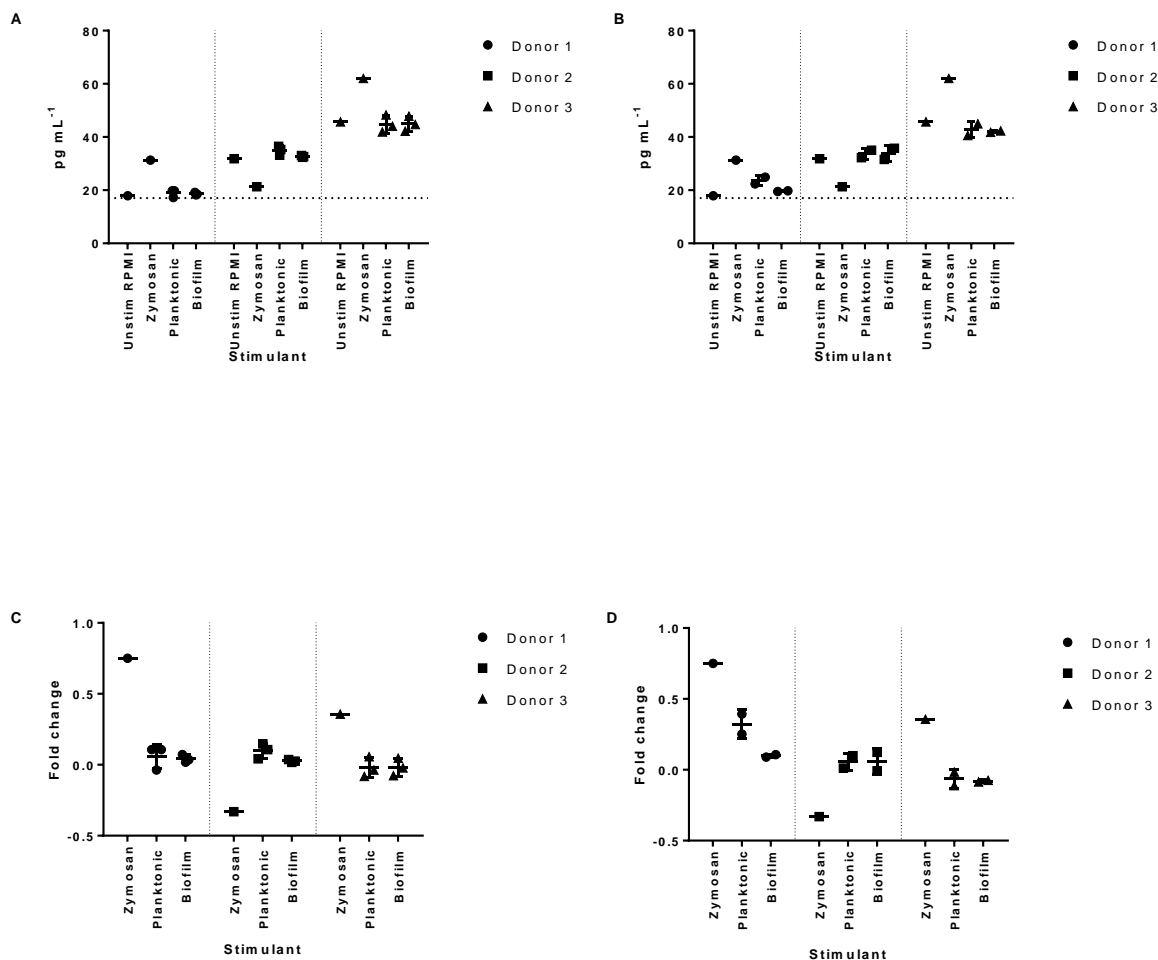 A
80
60
40
20
0
pg mL-1
Unstim RPMI
Zymosan
Planktonic
Biofilm
Unstim RPMI
Zymosan
Planktonic
Biofilm
Unstim RPMI
Zymosan
Planktonic
Biofilm
Stimulant
Donor 1
Donor 2
Donor 3
B
80
60
40
20
0
pg mL-1
Unstim RPMI
Zymosan
Planktonic
Biofilm
Unstim RPMI
Zymosan
Planktonic
Biofilm
Unstim RPMI
Zymosan
Planktonic
Biofilm
Stimulant
Donor 1
Donor 2
Donor 3
C
1.0
0.5
0.0
-0.5
Fold change
Zymosan
Planktonic
Biofilm
Zymosan
Planktonic
Biofilm
Zymosan
Planktonic
Biofilm
Stimulant
Donor 1
Donor 2
Donor 3
D
1.0
0.5
0.0
-0.5
Fold change
Zymosan
Planktonic
Biofilm
Zymosan
Planktonic
Biofilm
Zymosan
Planktonic
Biofilm
Stimulant
Donor 1
Donor 2
Donor 3